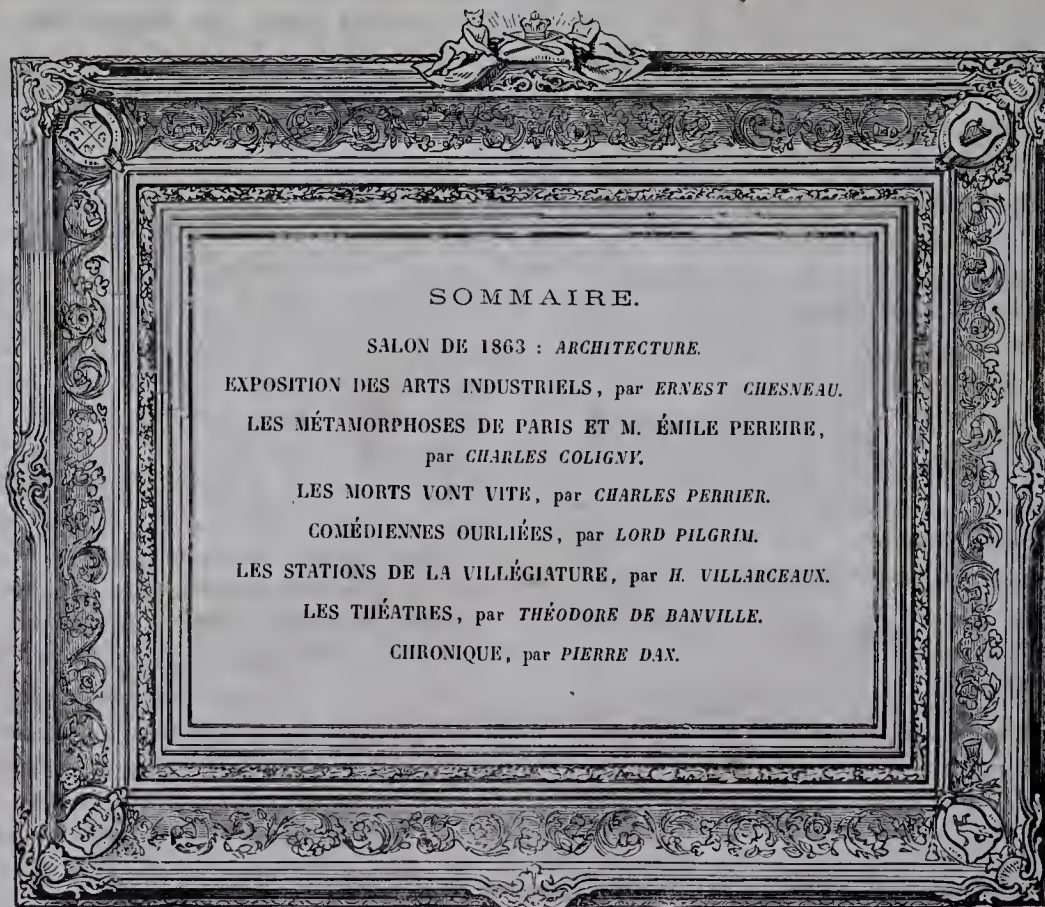 SOMMAIRE.
SALON DE 1863 : ARCHITECTURE.
EXPOSITION DES ARTS INDUSTRIELS, par ERNEST CHESNEAU.
LES MÉTAMORPHOSES DE PARIS ET M. ÉMILE PEREIRE,
par CHARLES COLIGNY.
LES MORTS VONT VITE, par CHARLES PERRIER.
COMÉDIENNES OUBLIÉES, par LORD PILGRIM.
LES STATIONS DE LA VILLÉGIATURE, par H. VILLARCEAUX.
LES THÉATRES, par THÉODORE DE BANVILLE.
CHRONIQUE, par PIERRE DAX.